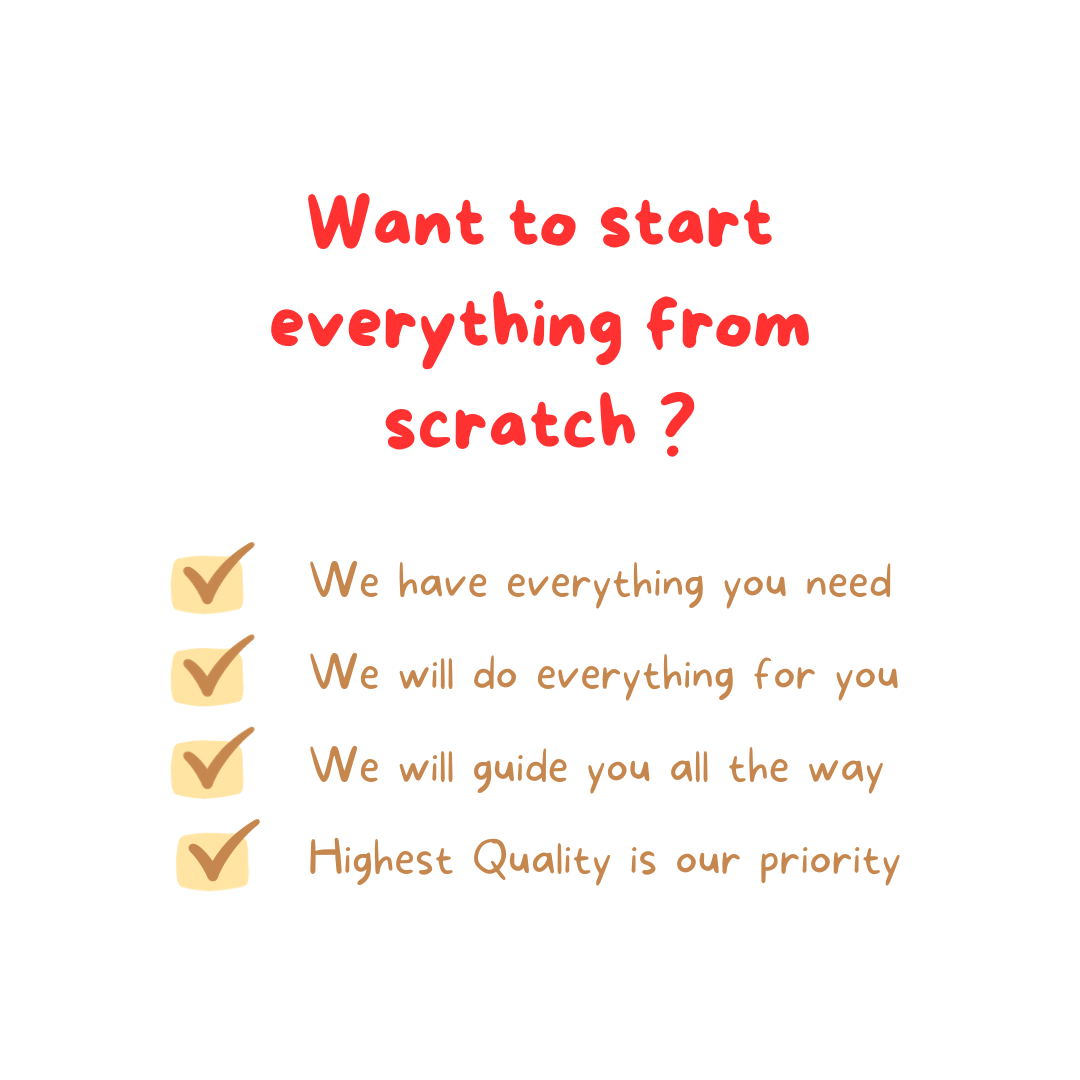 Want to start
everything from
scratch ?
We have everything you need
We will do everything for you
We will guide you all the way
Highest Quality is our priority